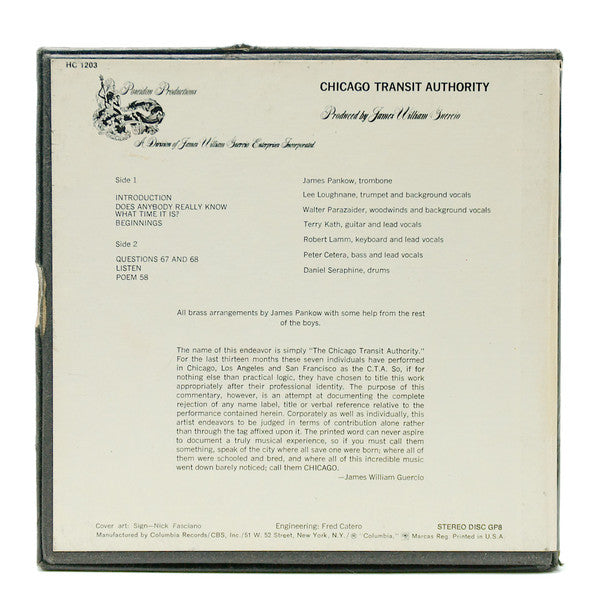 HC 1203
Poseidon Productions
CHICAGO TRANSIT AUTHORITY
Produced by James William Guercio
A Division of James William Guercio Enterprises Incorporated
Side 1
INTRODUCTION
DOES ANYBODY REALLY KNOW
WHAT TIME IT IS?
BEGINNINGS
Side 2
QUESTIONS 67 AND 68
LISTEN
POEM 58
James Pankow, trombone
Lee Loughnane, trumpet and background vocals
Walter Parazaider, woodwinds and background vocals
Terry Kath, guitar and lead vocals
Robert Lamm, keyboard and lead vocals
Peter Cetera, bass and lead vocals
Daniel Seraphine, drums
All brass arrangements by James Pankow with some help from the rest
of the boys.
The name of this endeavor is simply "The Chicago Transit Authority."
For the last thirteen months these seven individuals have performed
in Chicago, Los Angeles and San Francisco as the C.T.A. So, if for
nothing else than practical logic, they have chosen to title this work
appropriately after their professional identity. The purpose of this
commentary, however, is an attempt at documenting the complete
rejection of any name label, title or verbal reference relative to the
performance contained herein. Corporately as well as individually, this
artist endeavors to be judged in terms of contribution alone rather
than through the tag affixed upon it. The printed word can never aspire
to document a truly musical experience, so if you must call them
something, speak of the city where all save one were born; where all of
them were schooled and bred, and where all of this incredible music
went down barely noticed; call them CHICAGO.
—James William Guercio
Cover art: Sign—Nick Fasciano
Engineering: Fred Catero
STEREO DISC GP8
Manufactured by Columbia Records/CBS, Inc./51 W. 52 Street, New York, N.Y./ ® "Columbia," ® Marcas Reg. Printed in U.S.A.